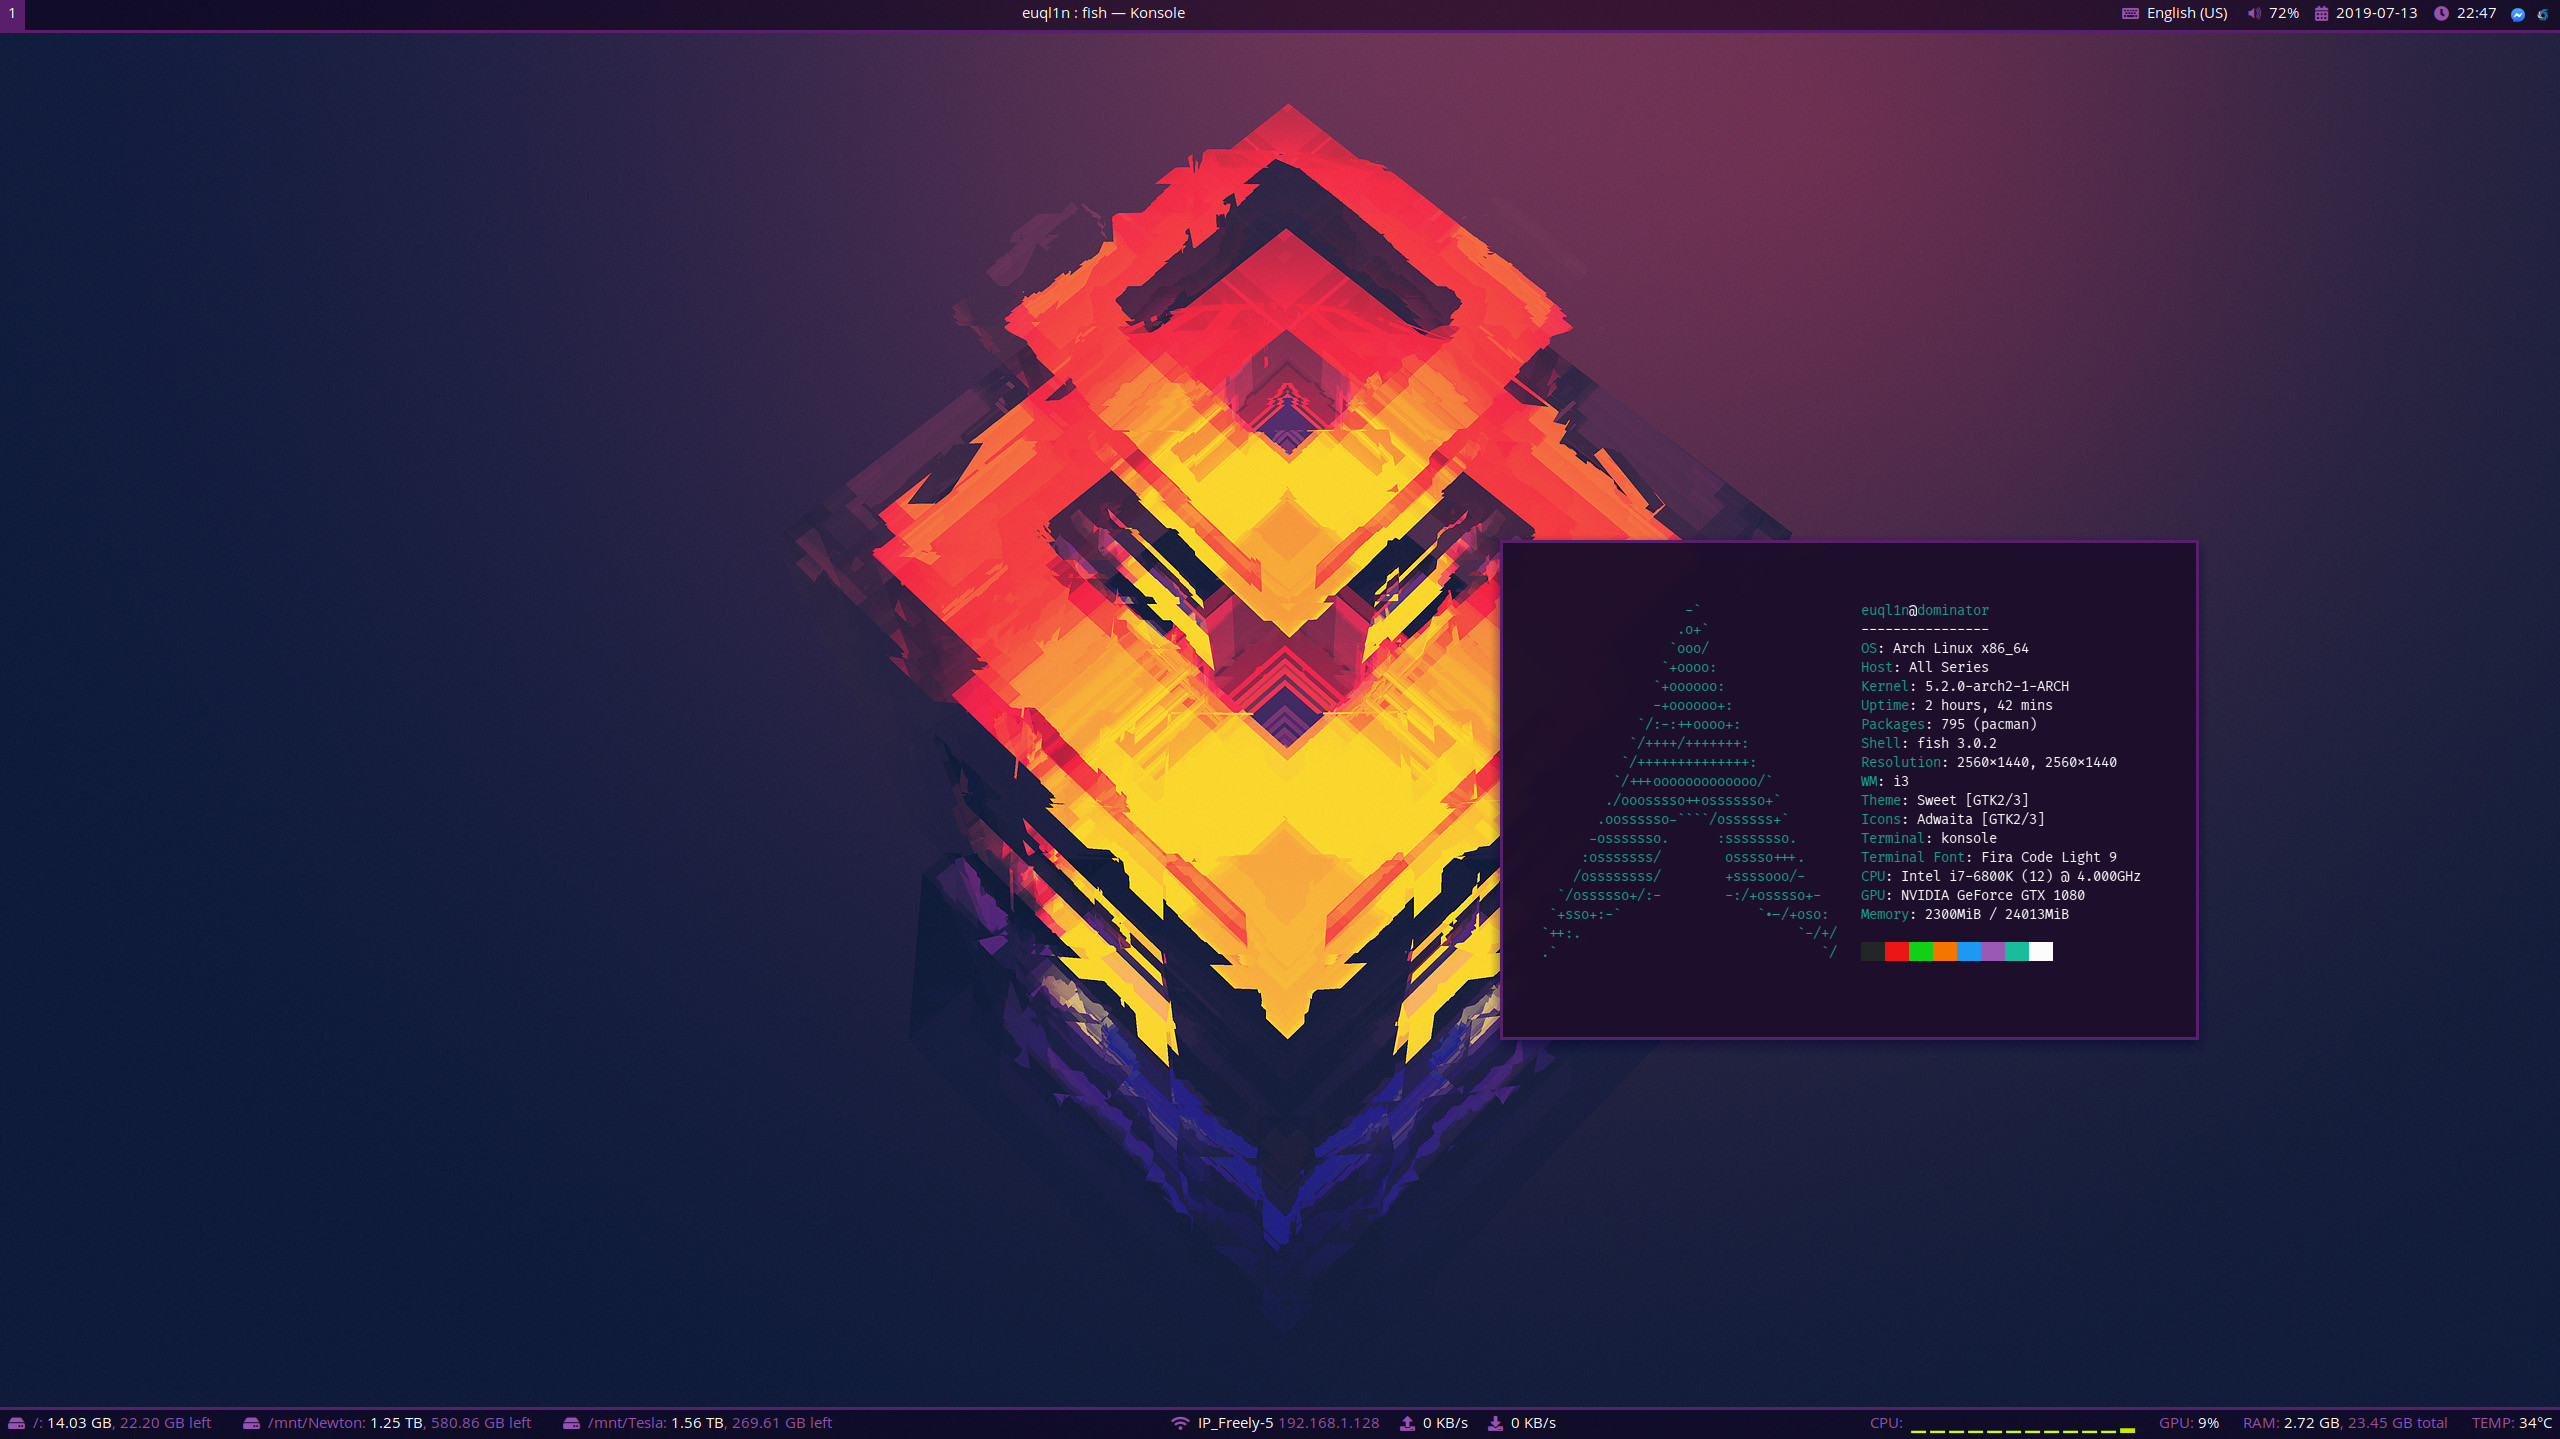 1
euql1n : fish — Konsole
English (US) 72% 2019-07-13 22:47
-`
.o+`
`ooo/
`+oooo:
`+oooooo:
-+oooooo+:
`/:-:++oooo+:
`/++++/+++++++:
`/++++++++++++++:
`/+++ooooooooooooo/`
./ooosssso++osssssso+`
.oossssso-````/ossssss+`
-osssssso. :ssssssso.
:osssssss/ osssso+++.
/ossssssss/ +ssssooo/-
`/ossssso+/:- -:/+osssso+-
`+sso+:-` `.-/+oso:
`++:. `-/+/
.` `/
euql1n@dominator
----------------
OS: Arch Linux x86_64
Host: All Series
Kernel: 5.2.0-arch2-1-ARCH
Uptime: 2 hours, 42 mins
Packages: 795 (pacman)
Shell: fish 3.0.2
Resolution: 2560×1440, 2560×1440
WM: i3
Theme: Sweet [GTK2/3]
Icons: Adwaita [GTK2/3]
Terminal: konsole
Terminal Font: Fira Code Light 9
CPU: Intel i7-6800K (12) @ 4.000GHz
GPU: NVIDIA GeForce GTX 1080
Memory: 2300MiB / 24013MiB
/: 14.03 GB, 22.20 GB left /mnt/Newton: 1.25 TB, 580.86 GB left /mnt/Tesla: 1.56 TB, 269.61 GB left
IP_Freely-5 192.168.1.128 0 KB/s 0 KB/s
CPU: GPU: 9% RAM: 2.72 GB, 23.45 GB total TEMP: 34°C